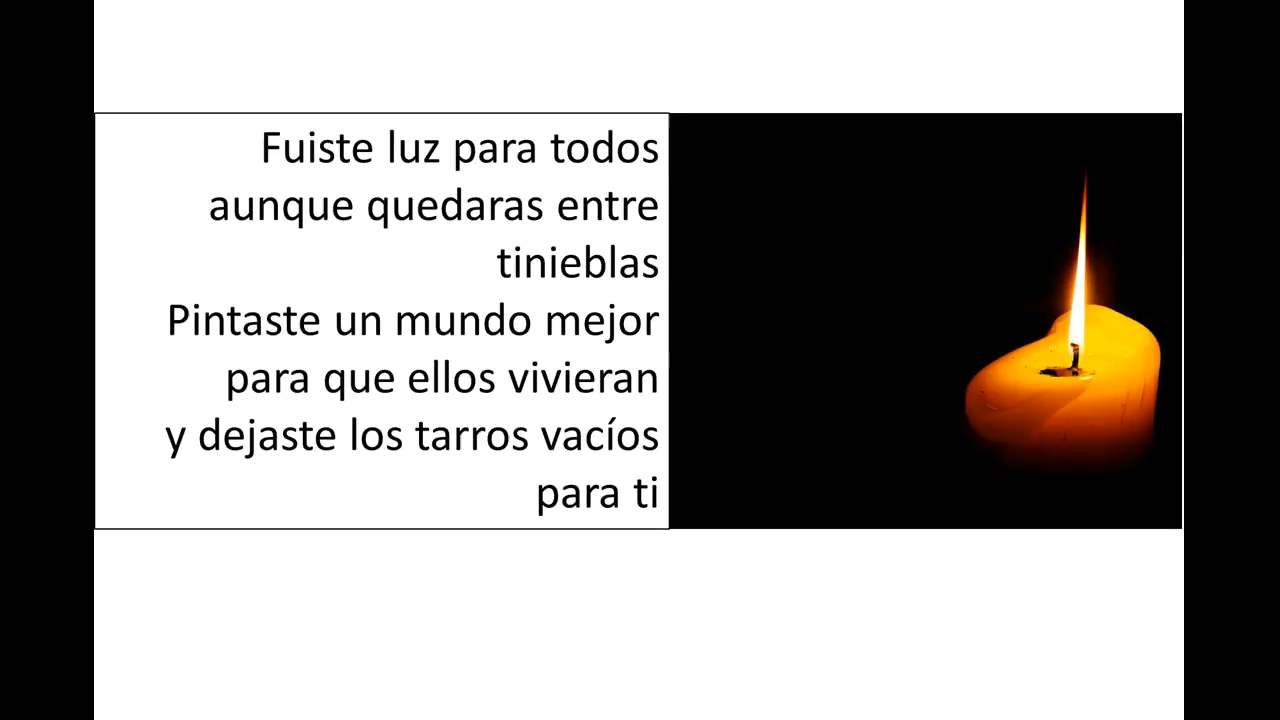 Fuiste luz para todos
aunque quedaras entre
tinieblas
Pintaste un mundo mejor
para que ellos vivieran
y dejaste los tarros vacíos
para ti